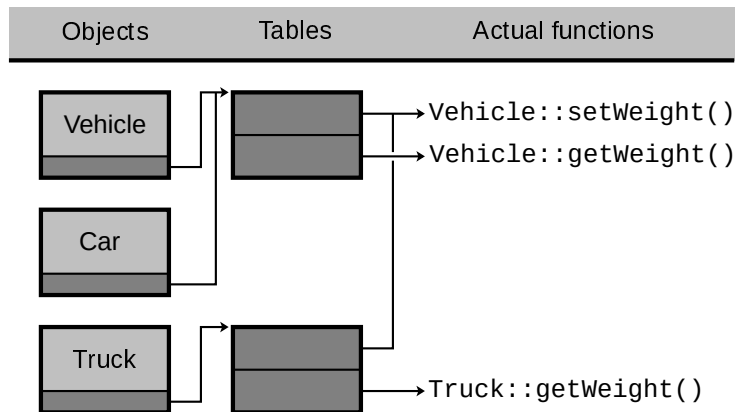 Objects Tables Actual functions
Vehicle
Vehicle::setWeight()
Vehicle::getWeight()
Car
Truck
Truck::getWeight()